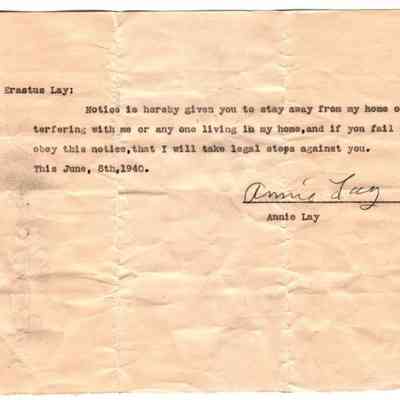 Erastus Lay:
Notice is hereby given you to stay away from my home o
terfering with me or any one living in my home,and if you fail
obey this notice,that I will take legal steps against you.
This June, 8th,1940.
Annie Lay
Annie Lay